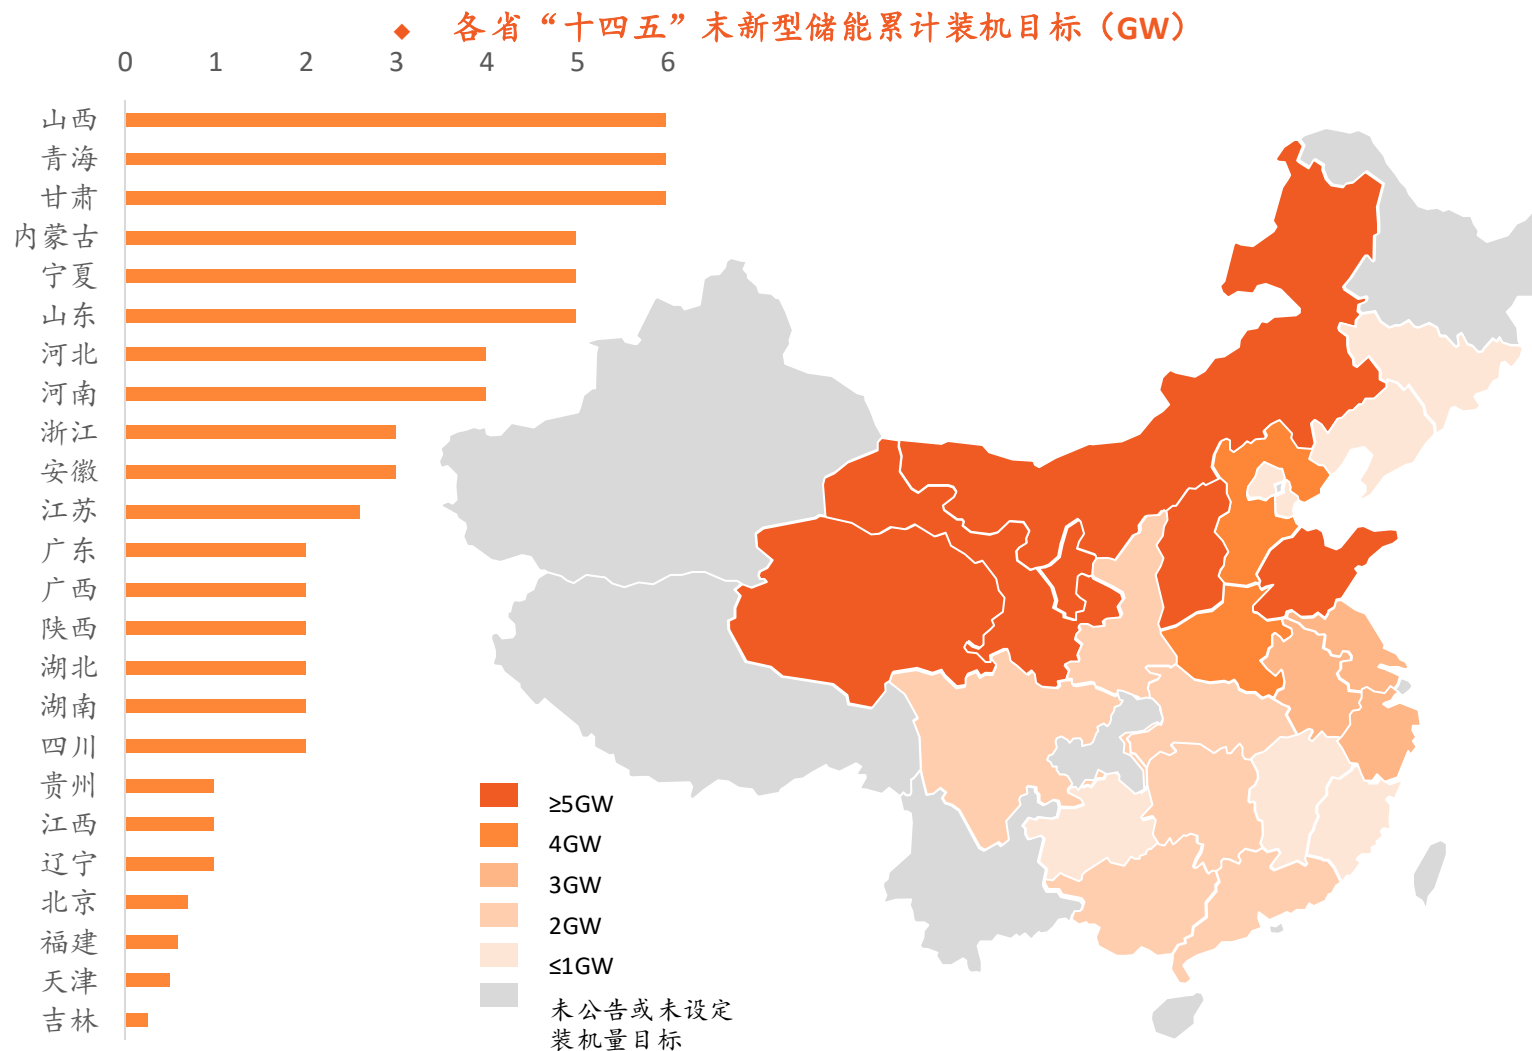 ◆ 各省“十四五”末新型储能累计装机目标（GW）
0 1 2 3 4 5 6
山西
青海
甘肃
内蒙古
宁夏
山东
河北
河南
浙江
安徽
江苏
广东
广西
陕西
湖北
湖南
四川
贵州
江西
辽宁
北京
福建
天津
吉林
≥5GW
4GW
3GW
2GW
≤1GW
未公告或未设定
装机量目标